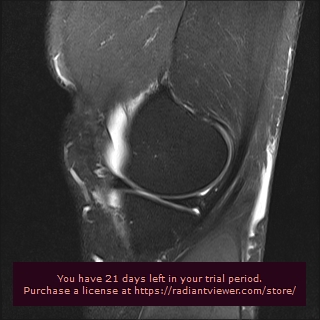 You have 21 days left in your trial period.
Purchase a license at https://radiantviewer.com/store/